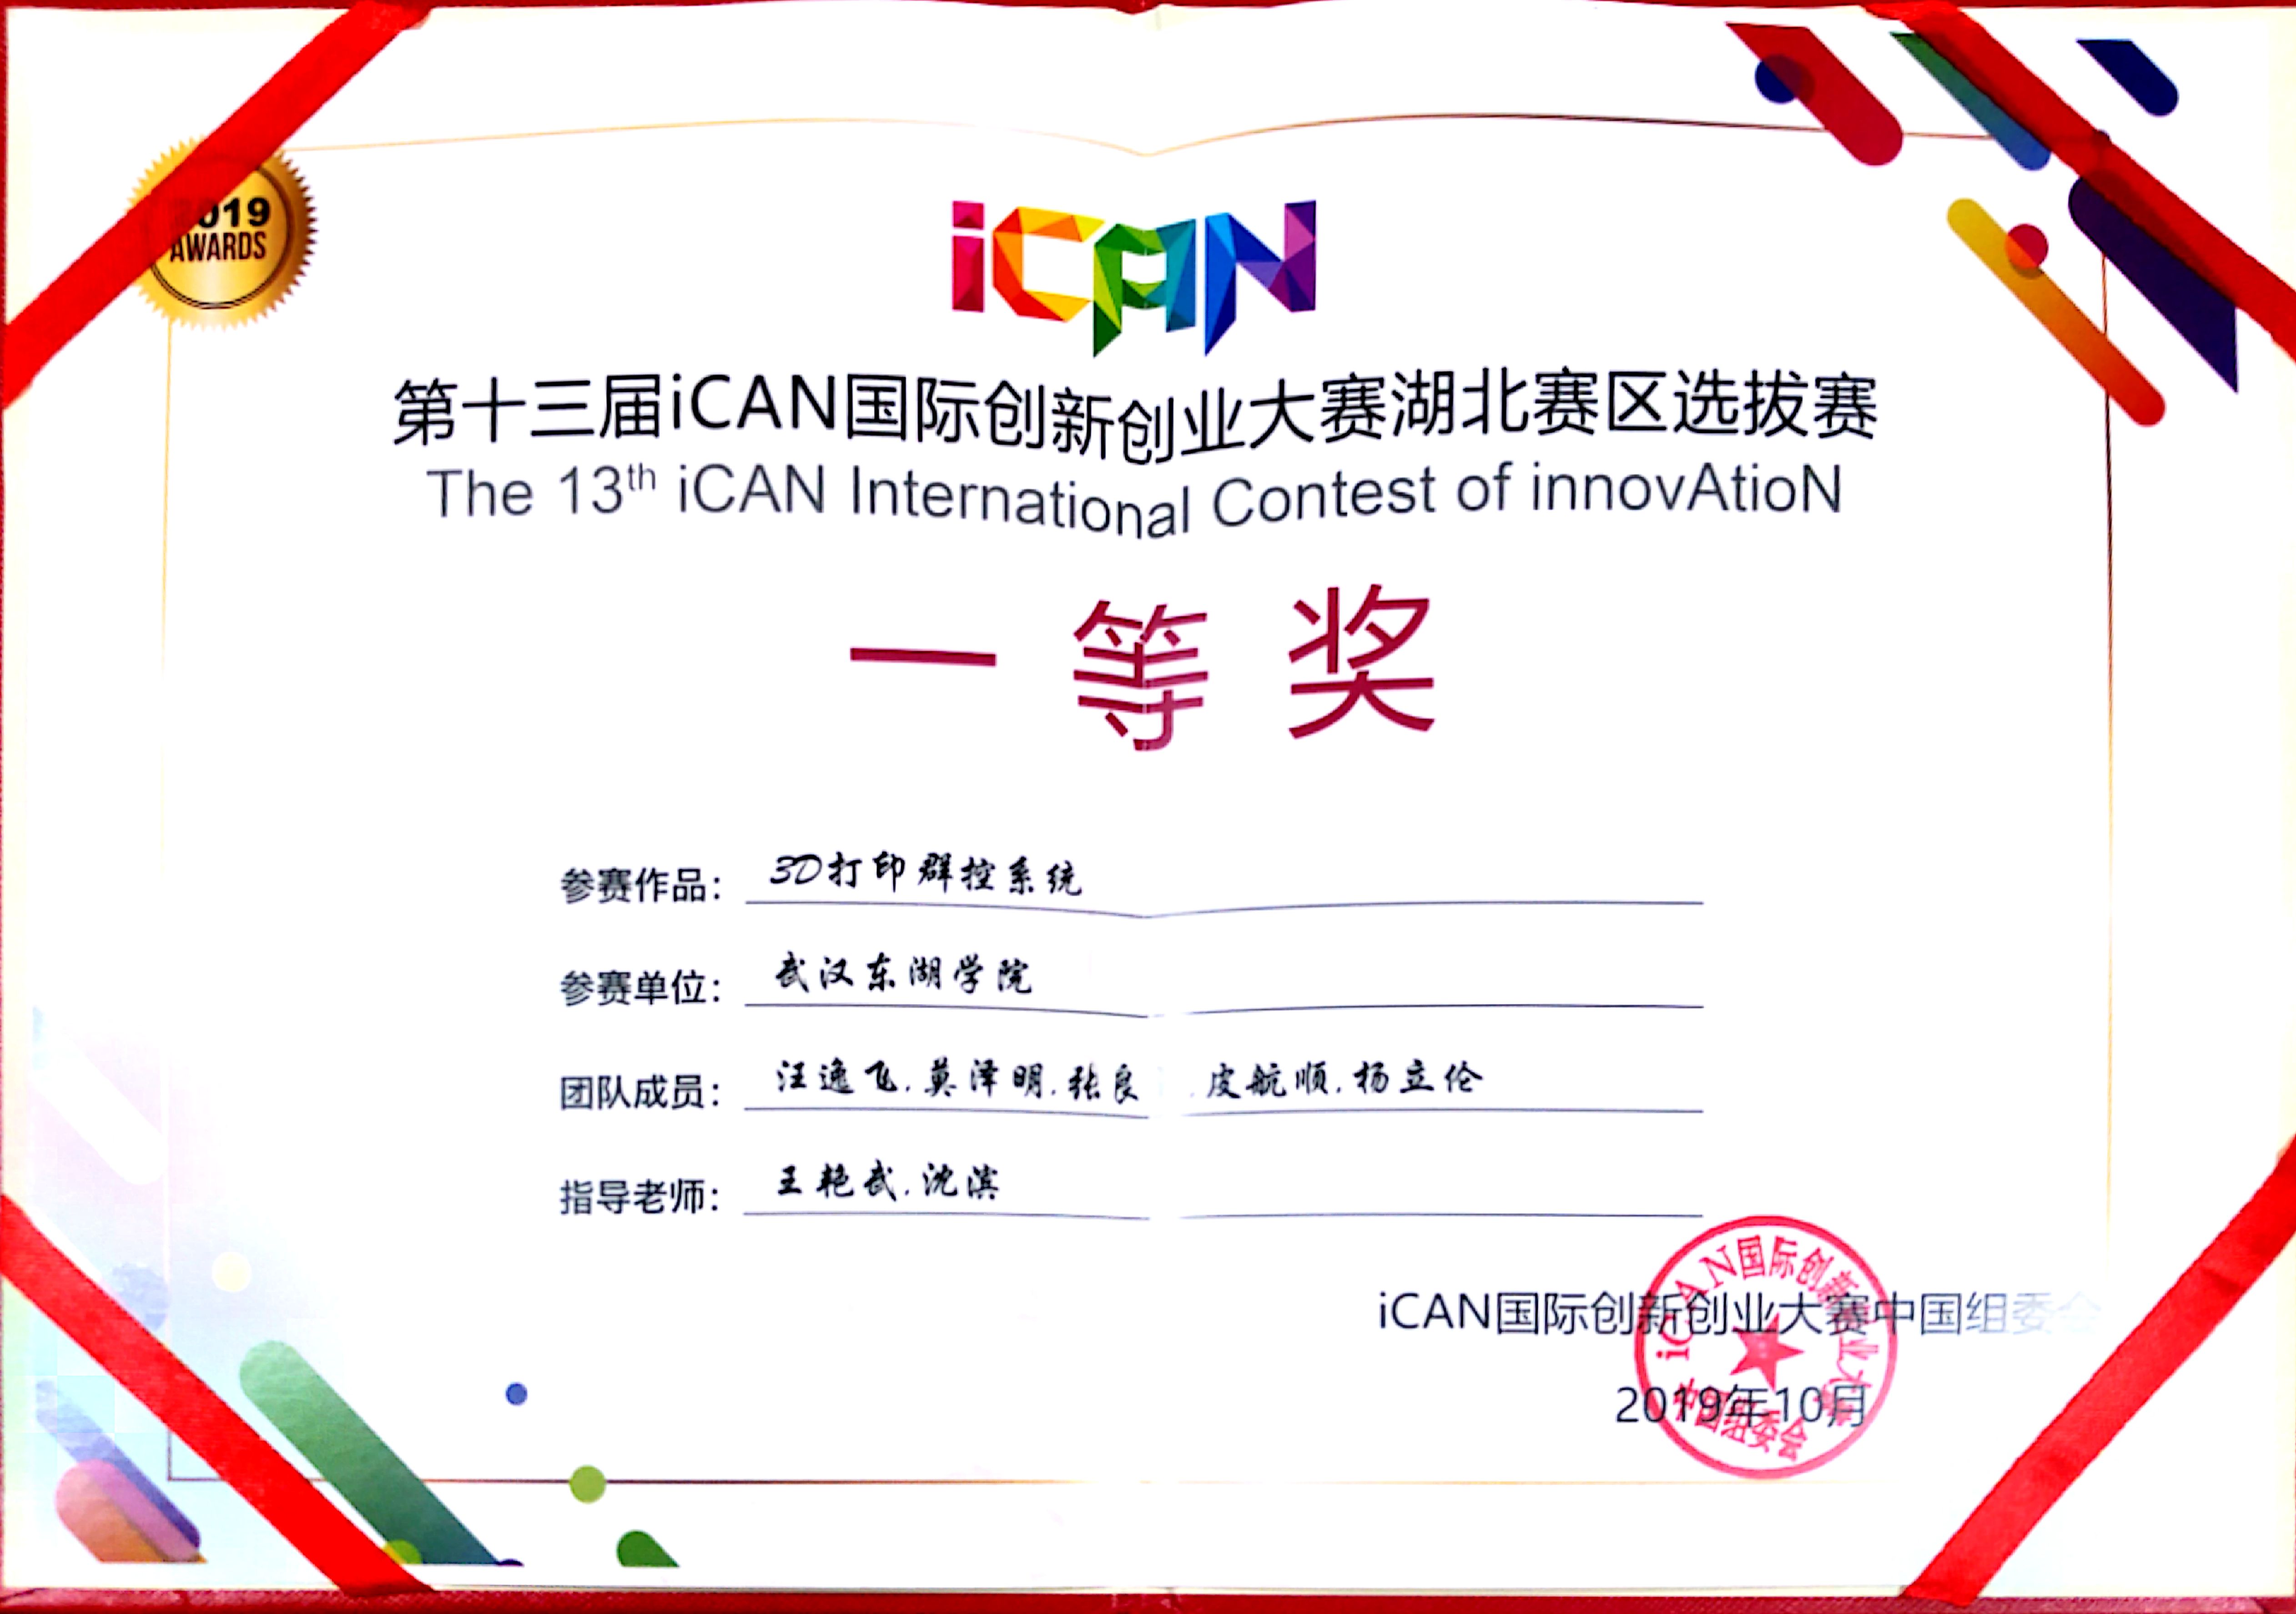 2019
AWARDS
iCAN
第十三届iCAN国际创新创业大赛湖北赛区选拔赛
The 13th iCAN International Contest of innovAtioN
一等奖
参赛作品：3D打印群控系统
参赛单位：武汉东湖学院
团队成员：汪逸飞.莫泽明.张良 .皮航顺.杨立伦
指导老师：王艳武.沈滨
iCAN国际创新创业大赛中国组委会
2019年10月
iCAN国际创新创业大赛
中国组委会